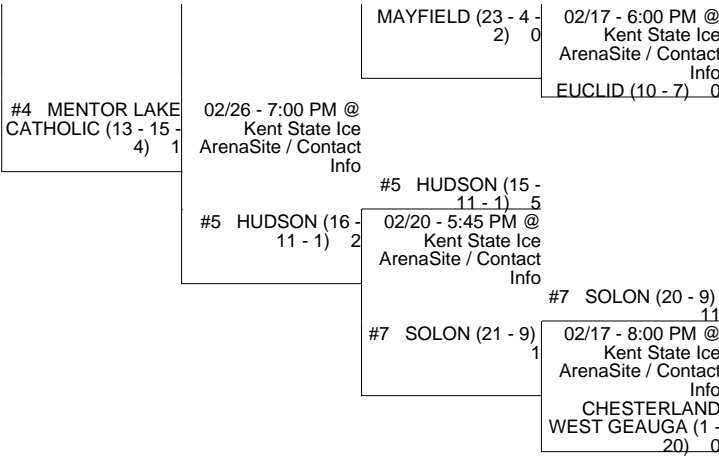 MAYFIELD (23 - 4 -
2) 0
02/17 - 6:00 PM @
Kent State Ice
ArenaSite / Contact
Info
EUCLID (10 - 7) 0
#4 MENTOR LAKE
CATHOLIC (13 - 15 -
4) 1
02/26 - 7:00 PM @
Kent State Ice
ArenaSite / Contact
Info
#5 HUDSON (15 -
11 - 1) 5
#5 HUDSON (16 -
11 - 1) 2
02/20 - 5:45 PM @
Kent State Ice
ArenaSite / Contact
Info
#7 SOLON (20 - 9)
11
#7 SOLON (21 - 9)
1
02/17 - 8:00 PM @
Kent State Ice
ArenaSite / Contact
Info
CHESTERLAND
WEST GEAUGA (1 -
20) 0